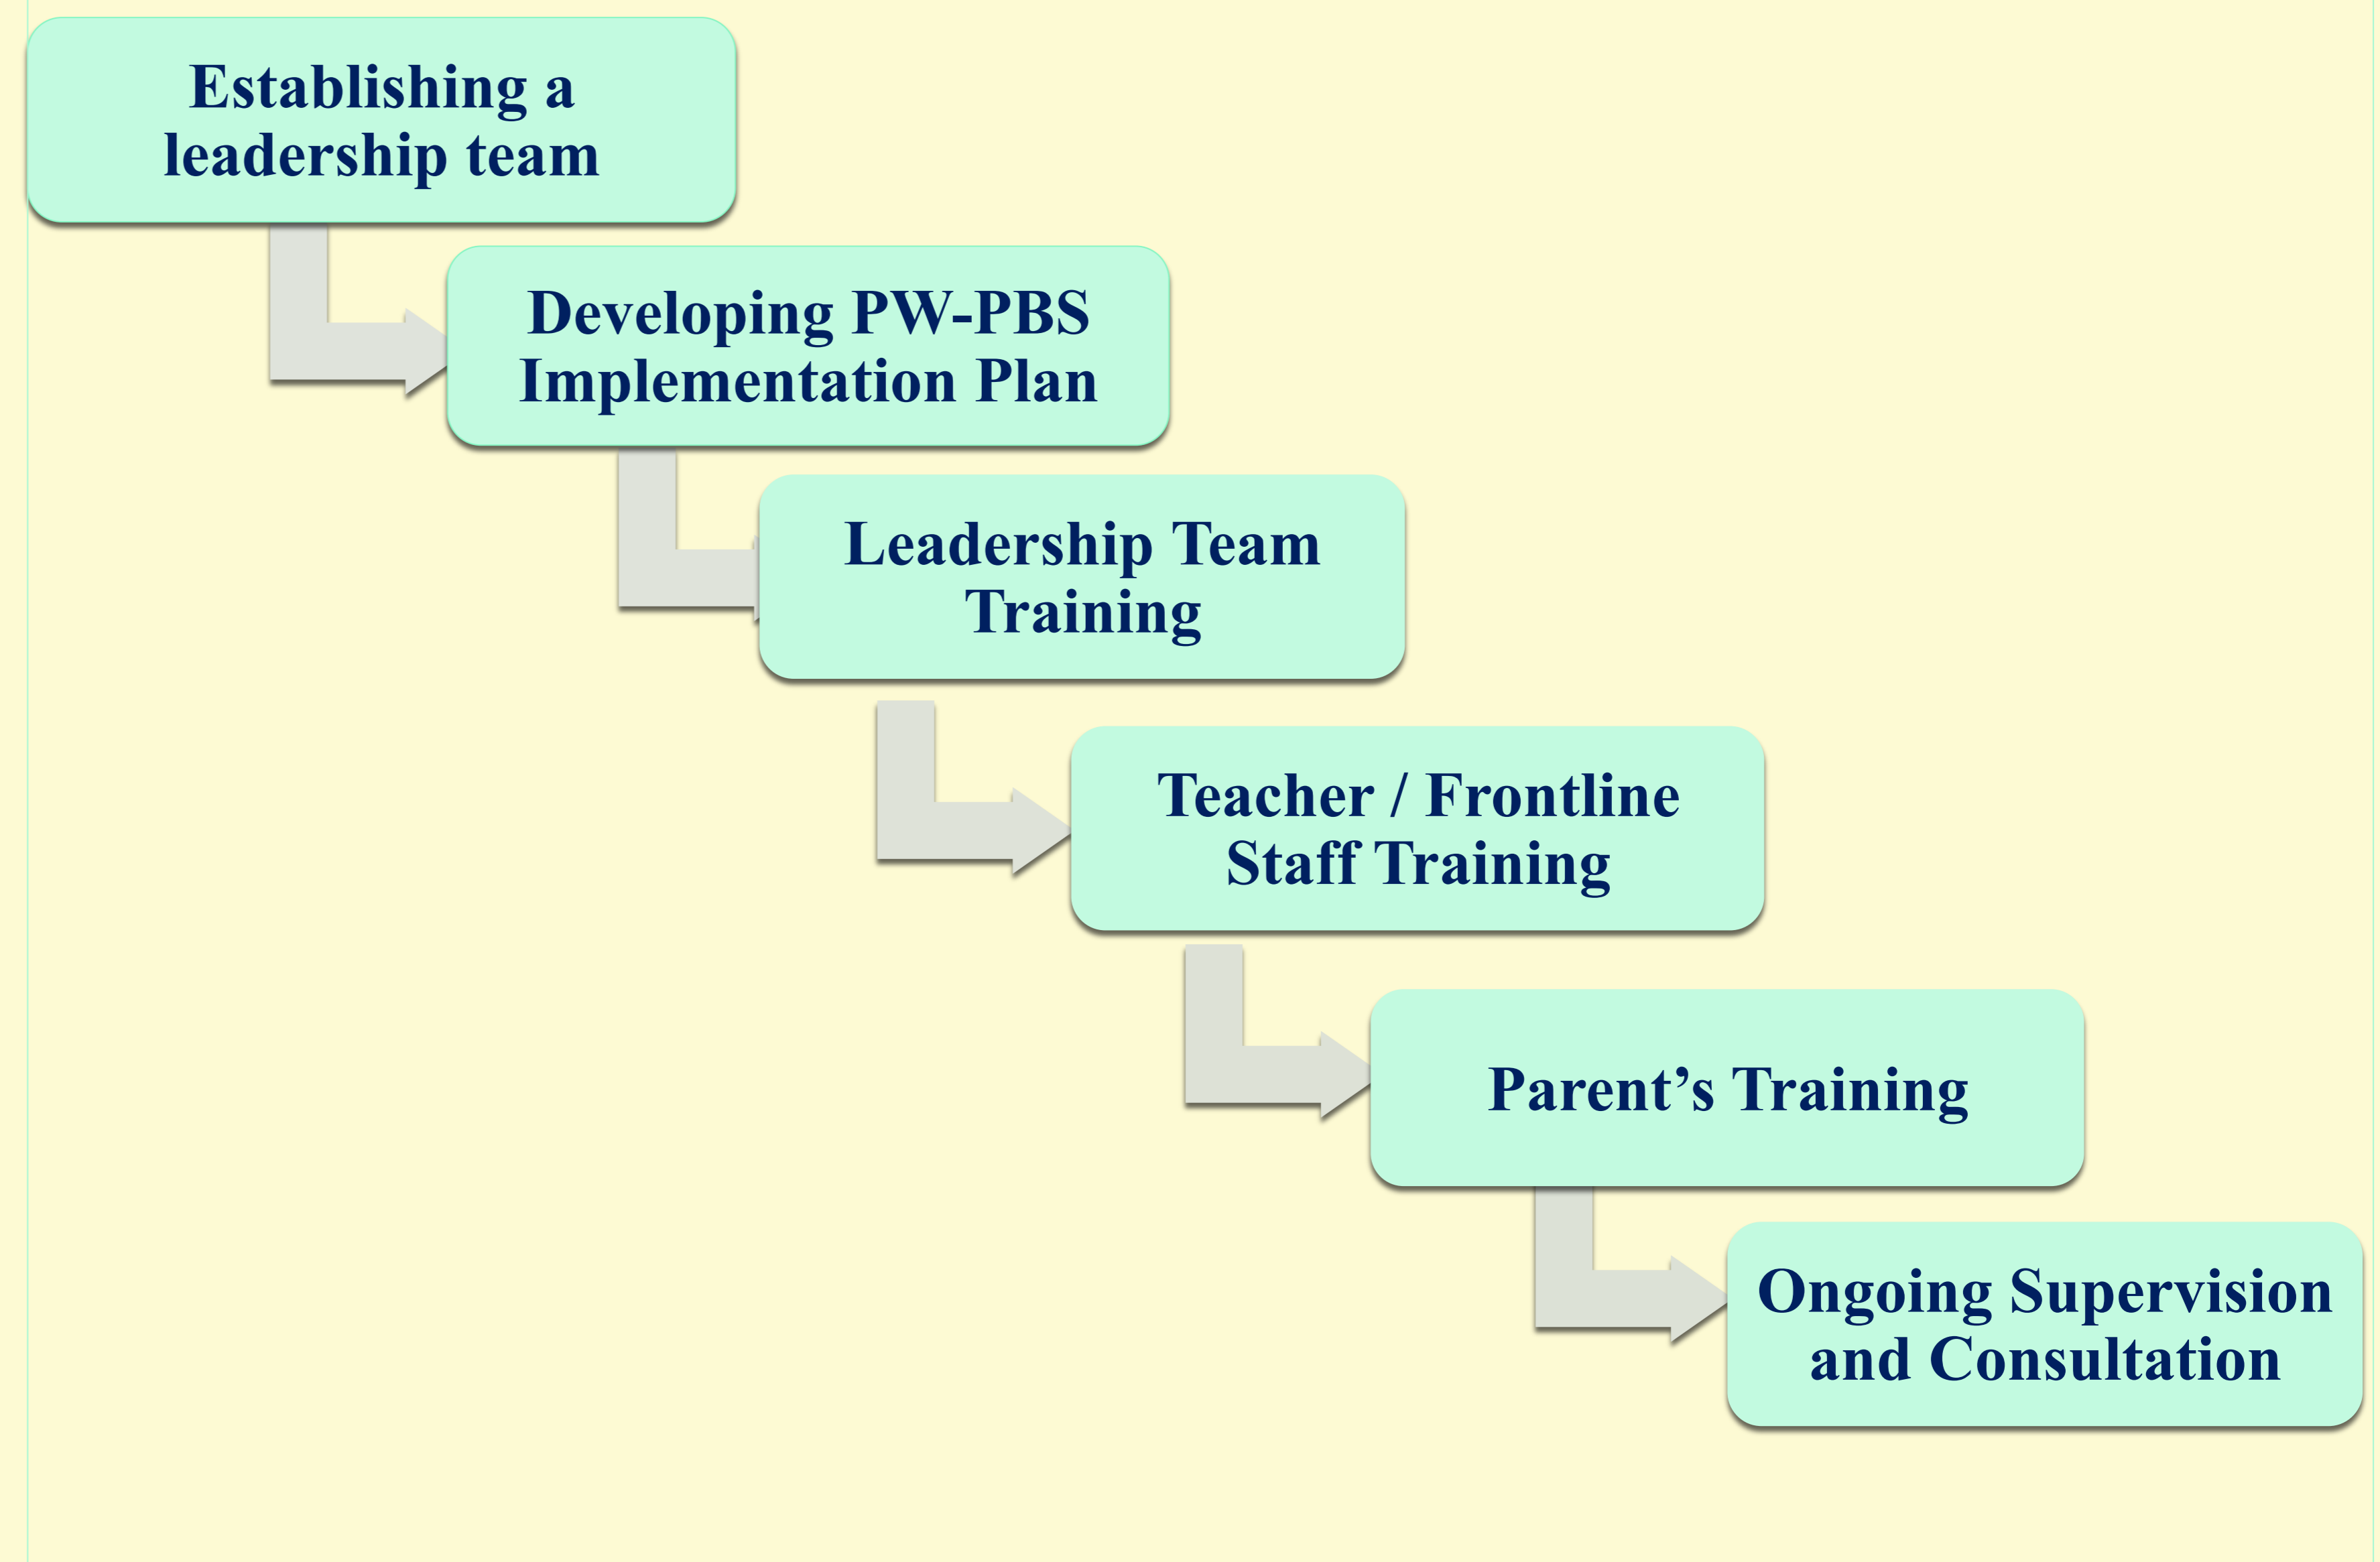 Establishing a
leadership team
Developing PW-PBS
Implementation Plan
Leadership Team
Training
Teacher / Frontline
Staff Training
Parent’s Training
Ongoing Supervision
and Consultation